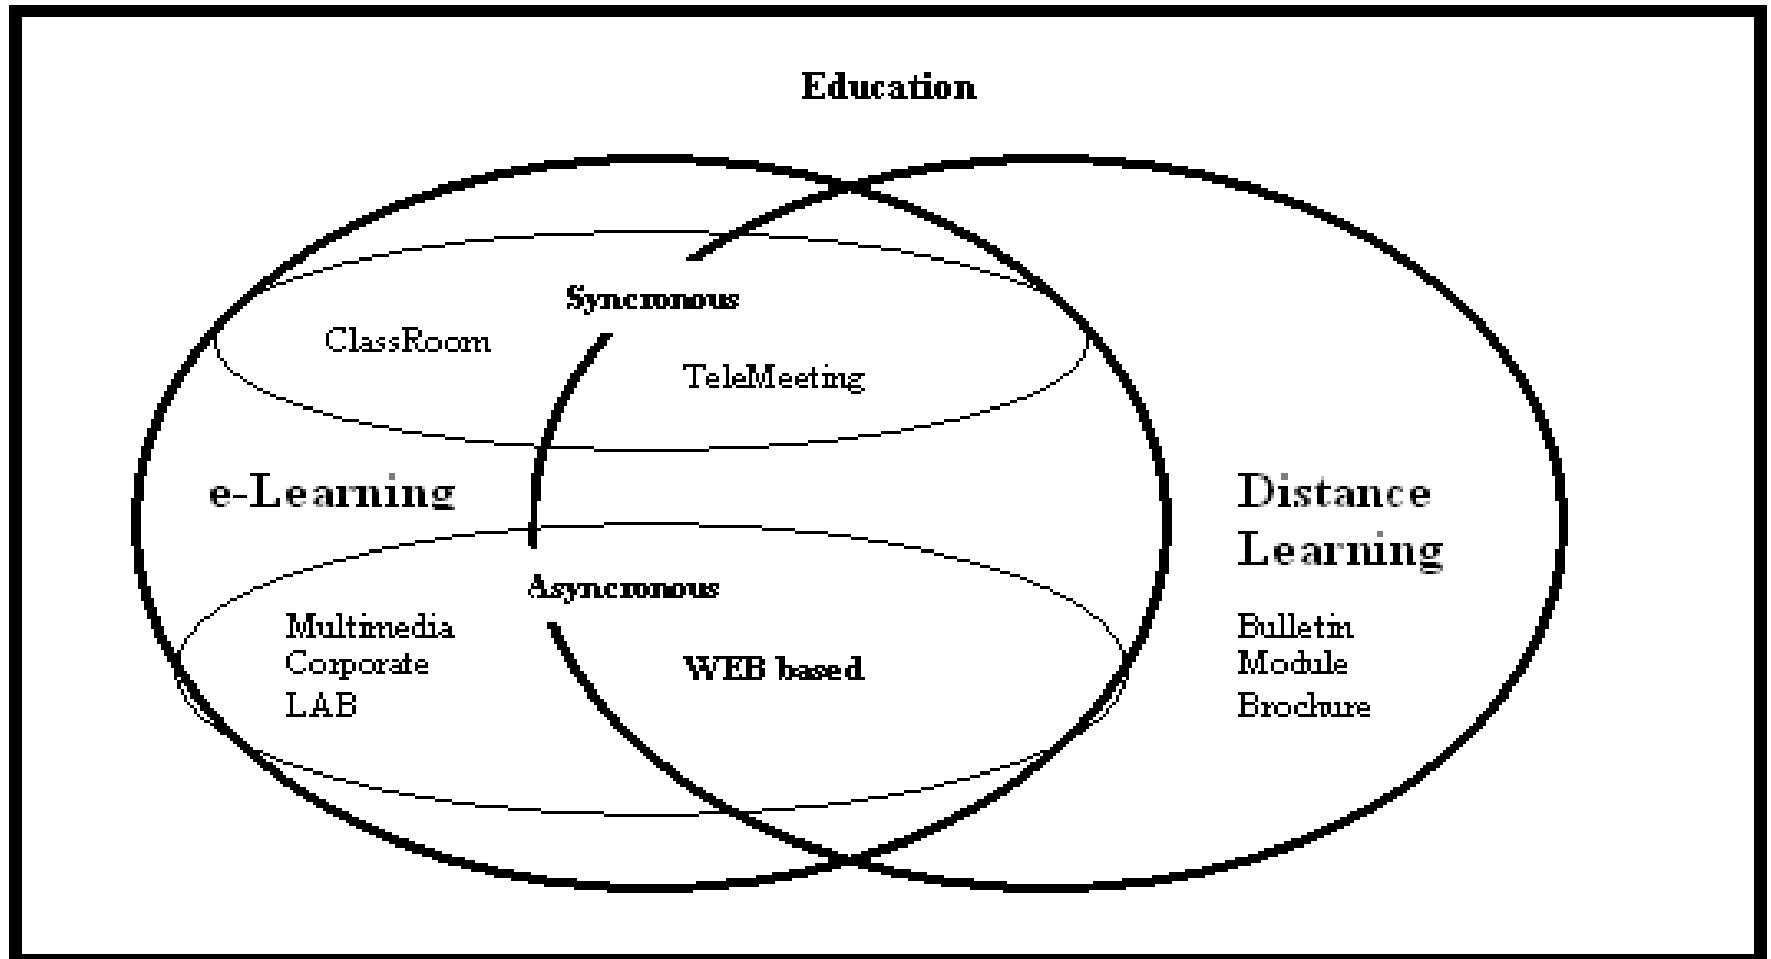 Education
Syncronous
ClassRoom
TeleMeeting
e-Learning
Distance
Learning
Asyncronous
Multimedia
Corporate
LAB
WEB based
Bulletin
Module
Brochure